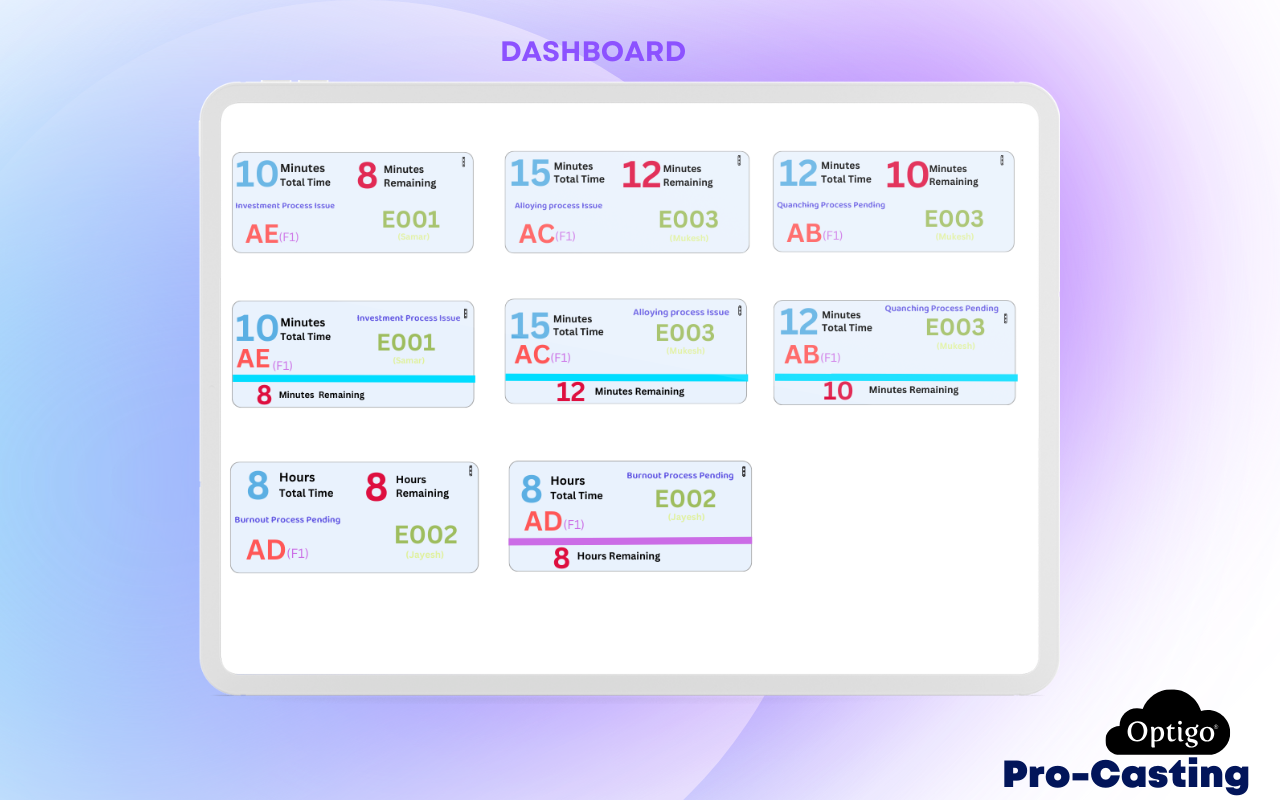 DASHBOARD
10 Minutes Total Time 8 Minutes Remaining
Investment Process Issue
E001
AE(F1)
15 Minutes Total Time 12 Minutes Remaining
Alloying process Issue
E003
AC(F1)
(Mukesh)
12 Minutes Total Time 10 Minutes Remaining
Quanching Process Pending
E003
AB(F1)
(Mukesh)
10 Minutes Total Time
Investment Process Issue
E001
AE (F1)
8 Minutes Remaining
15 Minutes Total Time
Alloying process Issue
E003
AC(F1)
(Mukesh)
12 Minutes Remaining
12 Minutes Total Time
Quanching Process Pending
E003
AB(F1)
(Mukesh)
10 Minutes Remaining
8 Hours Total Time 8 Hours Remaining
Burnout Process Pending
E002
AD(F1)
(Jayesh)
8 Hours Total Time
Burnout Process Pending
E002
AD(F1)
(Jayesh)
8 Hours Remaining
Optigo®
Pro-Casting